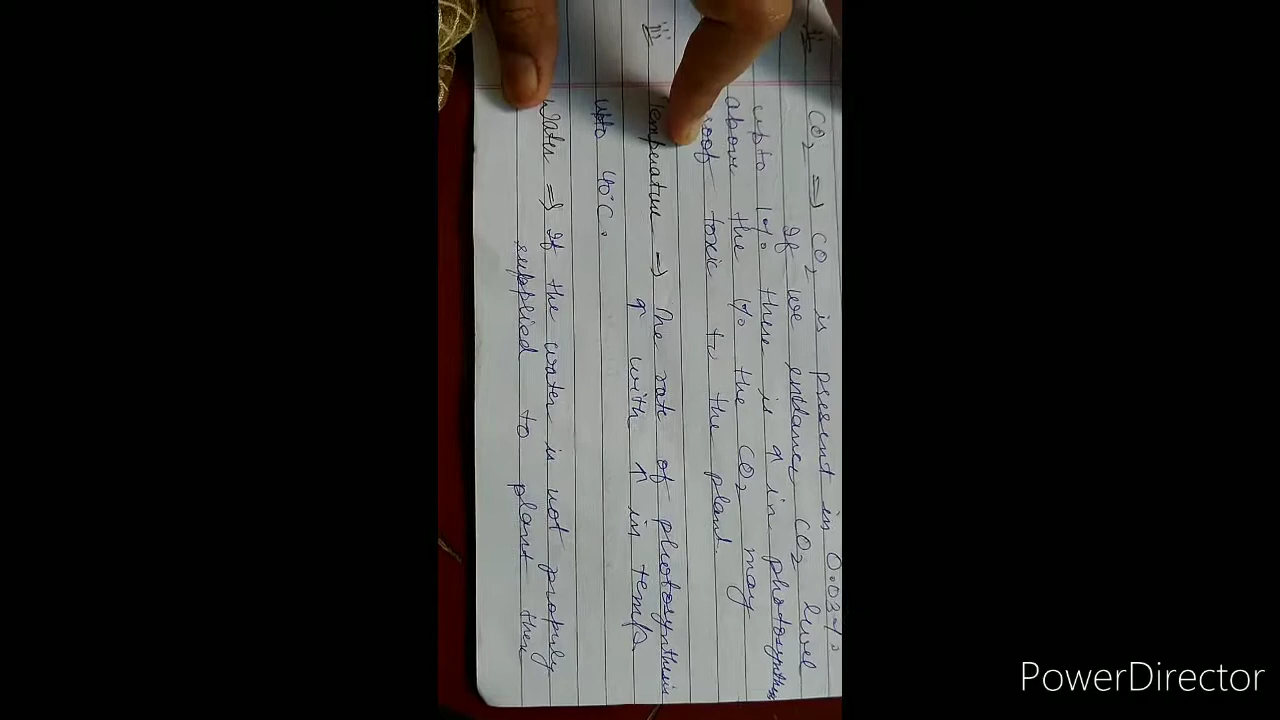 ii
CO2 => CO2 is present in 0.03%
If we enhance CO2 level
upto 1% there is ↑ in photosynthesis
above the 1% the CO2 may
toxic to the plant
iii Temperature => The rate of photosynthesis
↑ with ↑ in temp
upto 40°C.
Water => If the water is not properly
supplied to plant then
PowerDirector